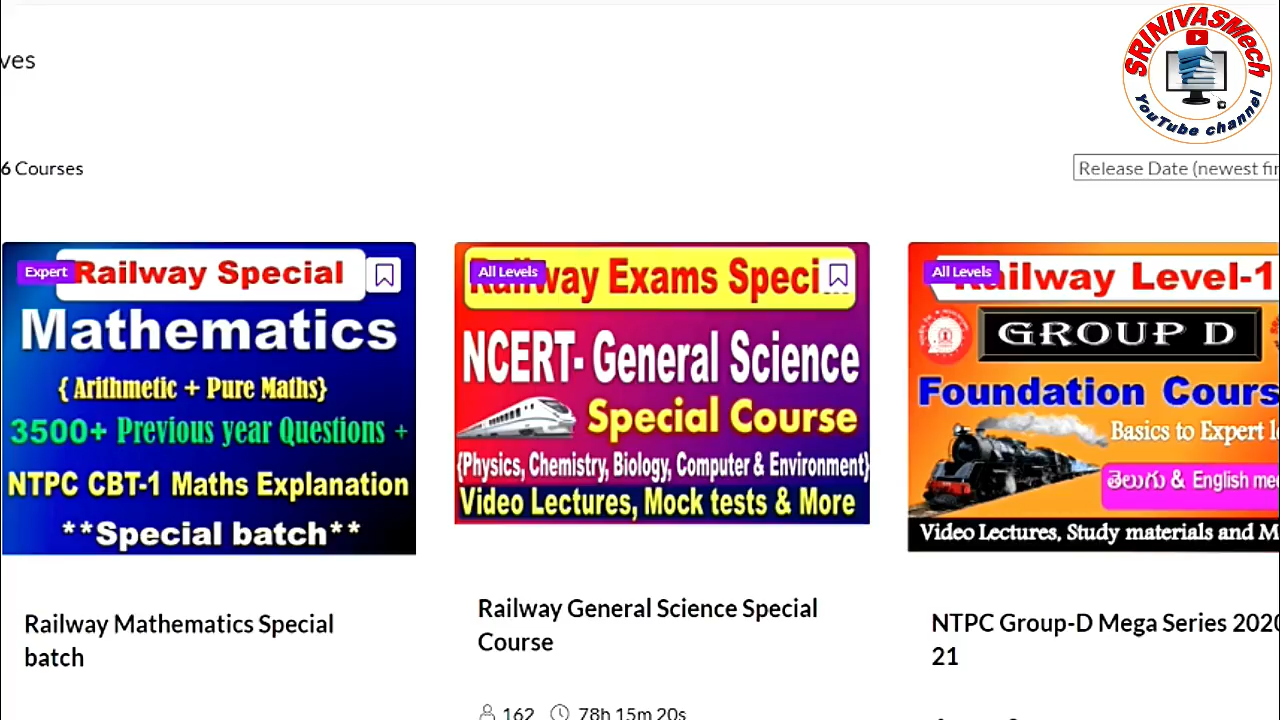 SRINIVASMech
YouTube channel
ves
6 Courses
Release Date (newest
Expert
Railway Special
Mathematics
{ Arithmetic + Pure Maths}
3500+ Previous year Questions +
NTPC CBT-1 Maths Explanation
**Special batch**
Railway Mathematics Special
batch
All Levels
Railway Exams Speci
NCERT- General Science
Special Course
{Physics, Chemistry, Biology, Computer & Environment}
Video Lectures, Mock tests & More
Railway General Science Special
Course
162 78h 15m 20s
All Levels
Railway Level-1
GROUP D
Foundation Cours
Basics to Expert l
తెలుగు & English me
Video Lectures, Study materials and M
NTPC Group-D Mega Series 2020
21